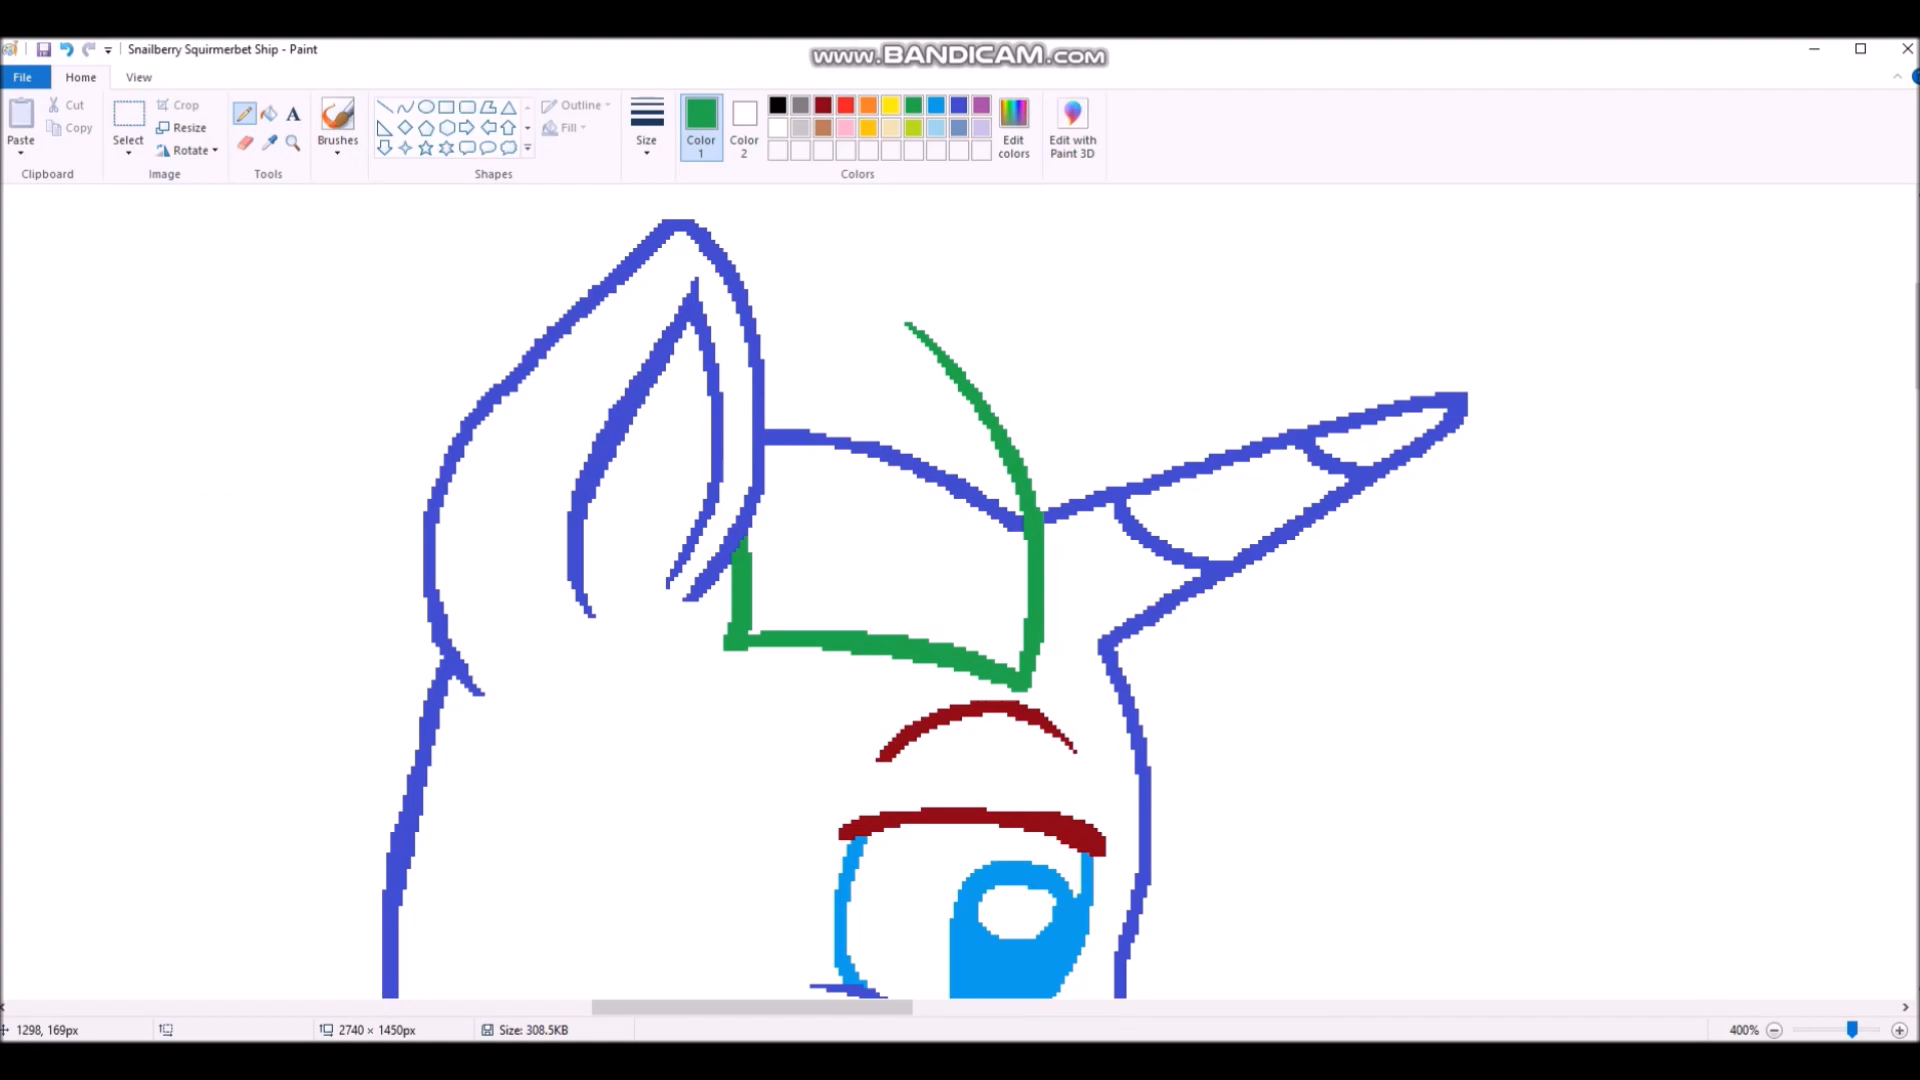 www.BANDICAM.com
Snailberry Squirmerbet Ship - Paint
File Home View
Paste
Cut
Copy
Clipboard
Select
Crop
Resize
Rotate
Image
A
Tools
Brushes
Shapes
Outline
Fill
Size
Color 1
Color 2
Edit colors
Colors
Edit with Paint 3D
1298, 169px
2740 × 1450px
Size: 308.5KB
400%